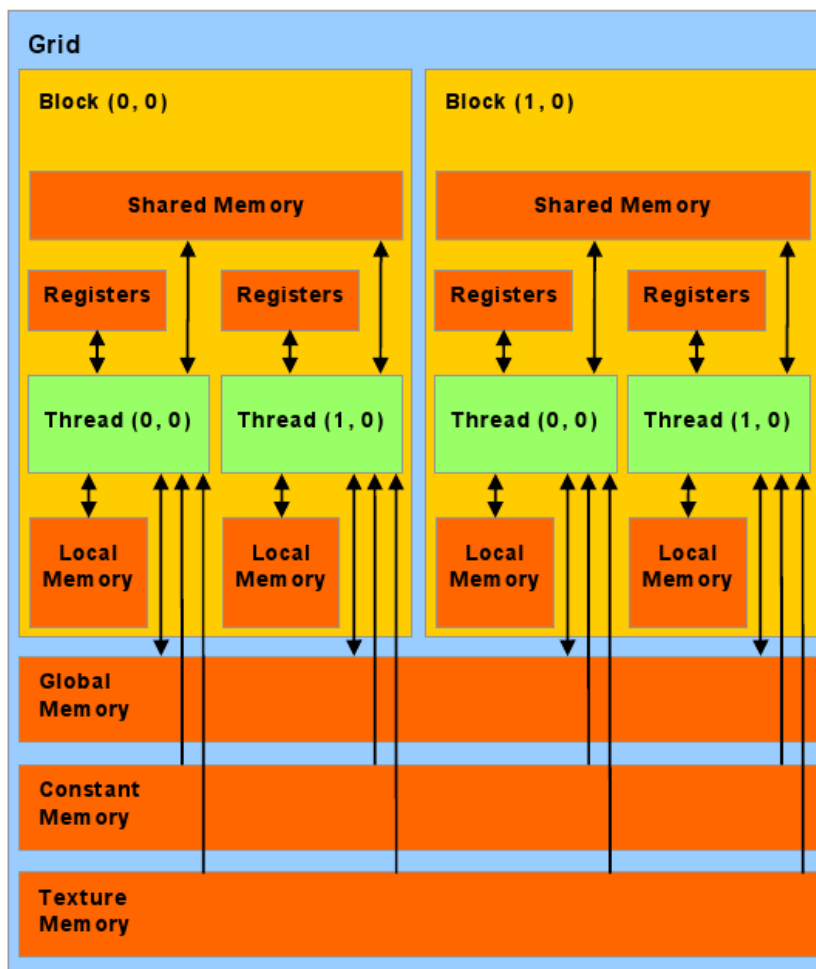 Grid
Block (0, 0)
Block (1, 0)
Shared Memory
Shared Memory
Registers
Registers
Registers
Registers
Thread (0, 0)
Thread (1, 0)
Thread (0, 0)
Thread (1, 0)
Local
Memory
Local
Memory
Local
Memory
Local
Memory
Global
Memory
Constant
Memory
Texture
Memory